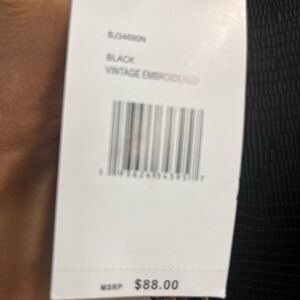 BJ34690N
BLACK
VINTAGE EMBROIDERED
MSRP $88.00